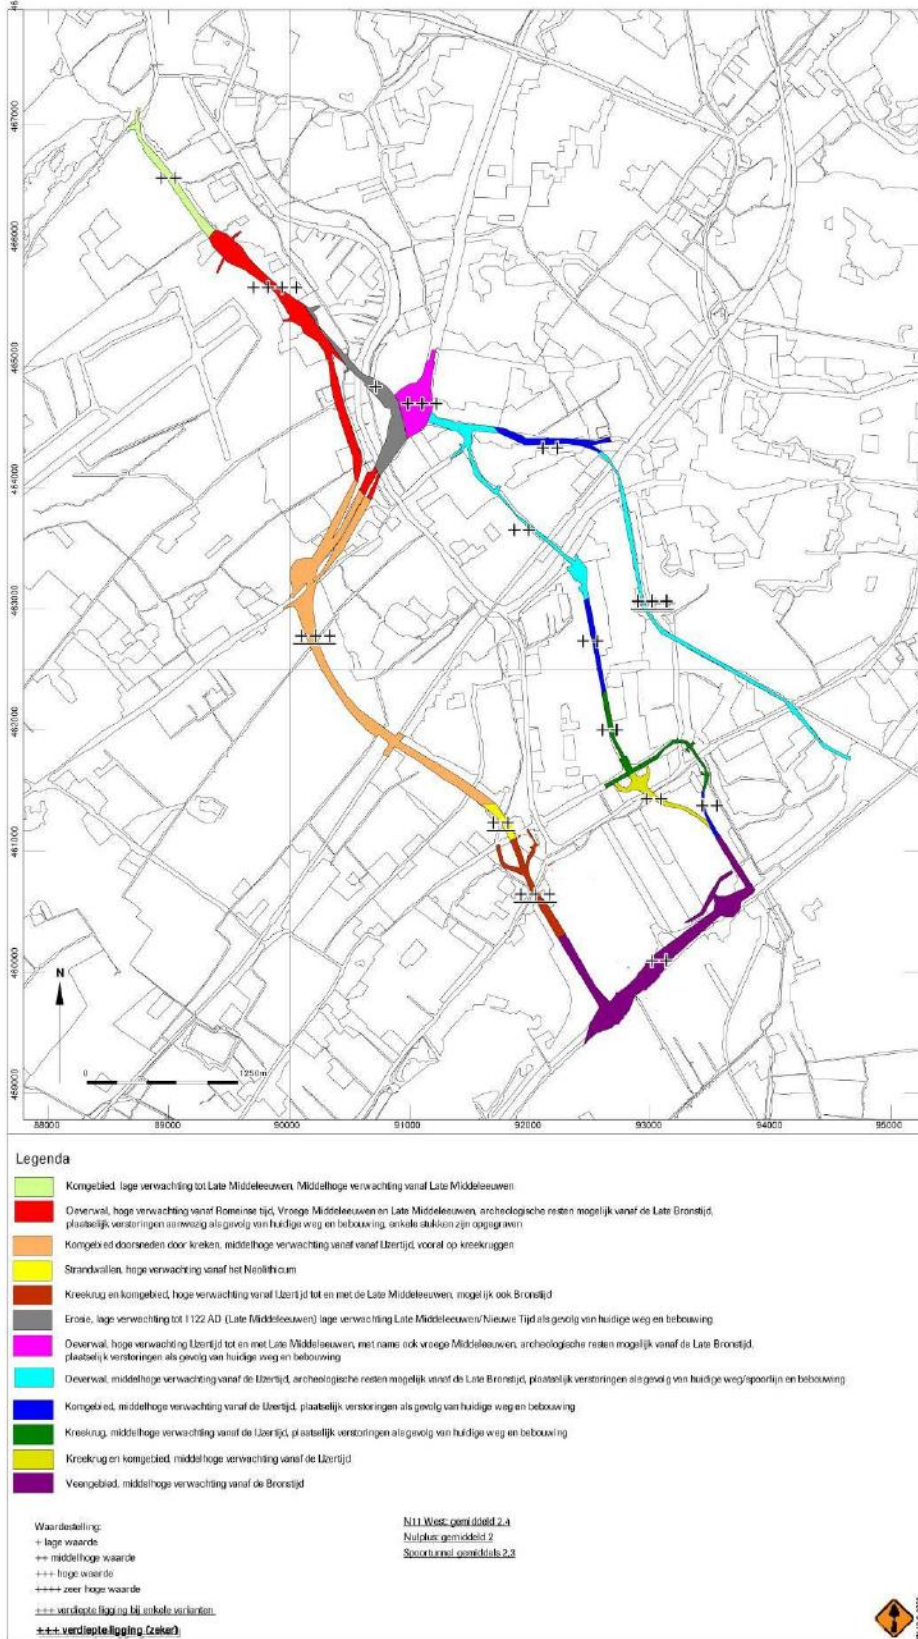 467000
466000
465000
464000
463000
462000
461000
460000
459000
N
0 1250m
88000 89000 90000 91000 92000 93000 94000 95000
++
++++
+
+++
++
++
+++
++
+++
++
++
++
++
+++
++
Legenda
Komgebied, lage verwachting tot Late Middeleeuwen, Middelhoge verwachting vanaf Late Middeleeuwen
Oeverwal, hoge verwachting vanaf Romeinse tijd, Vroege Middeleeuwen en Late Middeleeuwen, archeologische resten mogelijk vanaf de Late Bronstijd,
plaatselijk verstoringen aanwezig als gevolg van huidige weg en bebouwing, enkele stukken zijn opgegraven
Komgebied doorsneden door kreken, middelhoge verwachting vanaf vanaf IJzertijd, vooral op kreekruggen
Strandwallen, hoge verwachting vanaf het Neolithicum
Kreekrug en komgebied, hoge verwachting vanaf IJzertijd tot en met de Late Middeleeuwen, mogelijk ook Bronstijd
Erosie, lage verwachting tot 1122 AD (Late Middeleeuwen) lage verwachting Late Middeleeuwen/Nieuwe Tijd als gevolg van huidige weg en bebouwing
Oeverwal, hoge verwachting IJzertijd tot en met Late Middeleeuwen, met name ook vroege Middeleeuwen, archeologische resten mogelijk vanaf de Late Bronstijd,
plaatselijk verstoringen als gevolg van huidige weg en bebouwing
Oeverwal, middelhoge verwachting vanaf de IJzertijd, archeologische resten mogelijk vanaf de Late Bronstijd, plaatselijk verstoringen als gevolg van huidige weg/spoorlijn en bebouwing
Komgebied, middelhoge verwachting vanaf de IJzertijd, plaatselijk verstoringen als gevolg van huidige weg en bebouwing
Kreekrug, middelhoge verwachting vanaf de IJzertijd, plaatselijk verstoringen als gevolg van huidige weg en bebouwing
Kreekrug en komgebied, middelhoge verwachting vanaf de IJzertijd
Veengebied, middelhoge verwachting vanaf de Bronstijd
Waardestelling:
+ lage waarde
++ middelhoge waarde
+++ hoge waarde
++++ zeer hoge waarde
+++ verdiepte ligging bij enkele varianten
+++ verdiepte ligging (zeker)
N11 West: gemiddeld 2,4
Nulplus: gemiddeld 2
Spoortunnel gemiddels 2,3